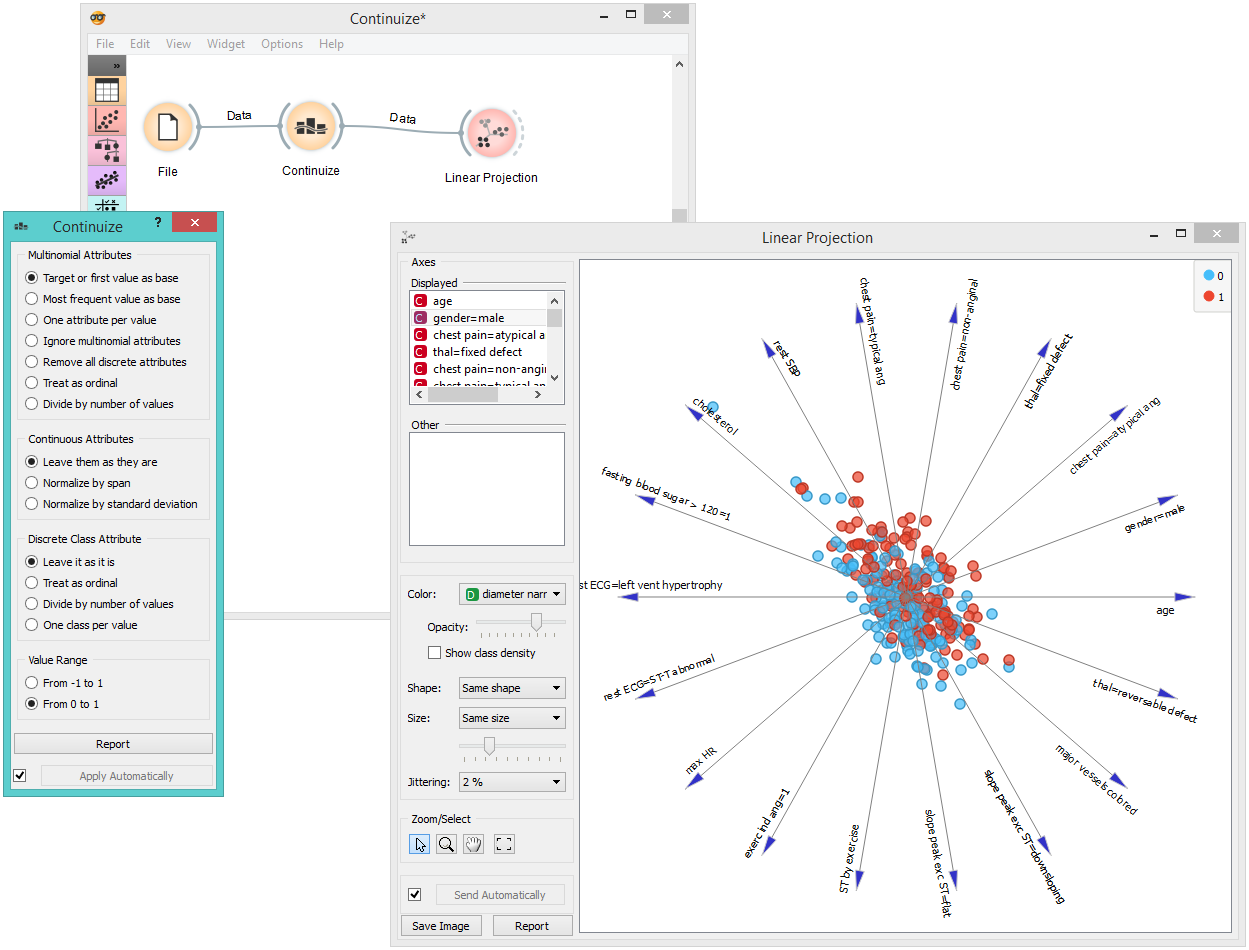 Continuize*
File Edit View Widget Options Help
»
Data
Data
File
Continuize
Linear Projection
Continuize
?
Multinomial Attributes
Target or first value as base
Most frequent value as base
One attribute per value
Ignore multinomial attributes
Remove all discrete attributes
Treat as ordinal
Divide by number of values
Continuous Attributes
Leave them as they are
Normalize by span
Normalize by standard deviation
Discrete Class Attribute
Leave it as it is
Treat as ordinal
Divide by number of values
One class per value
Value Range
From -1 to 1
From 0 to 1
Report
Apply Automatically
Linear Projection
Axes
Displayed
C age
C gender=male
C chest pain=atypical a
C thal=fixed defect
C chest pain=non-angin
C chest pain=typical an
Other
Color: D diameter narr
Opacity:
Show class density
Shape: Same shape
Size: Same size
Jittering: 2 %
Zoom/Select
Send Automatically
Save Image Report
0
1
chest pain=typical ang
chest pain=non-anginal
rest SBP
thal=fixed defect
cholesterol
chest pain=atypical ang
fasting blood sugar > 120=1
gender=male
st ECG=left vent hypertrophy
age
rest ECG=ST-T abnormal
thal=reversable defect
max HR
major vessels colored
exerc ind ang=1
slope peak exc ST=downsloping
ST by exercise
slope peak exc ST=flat